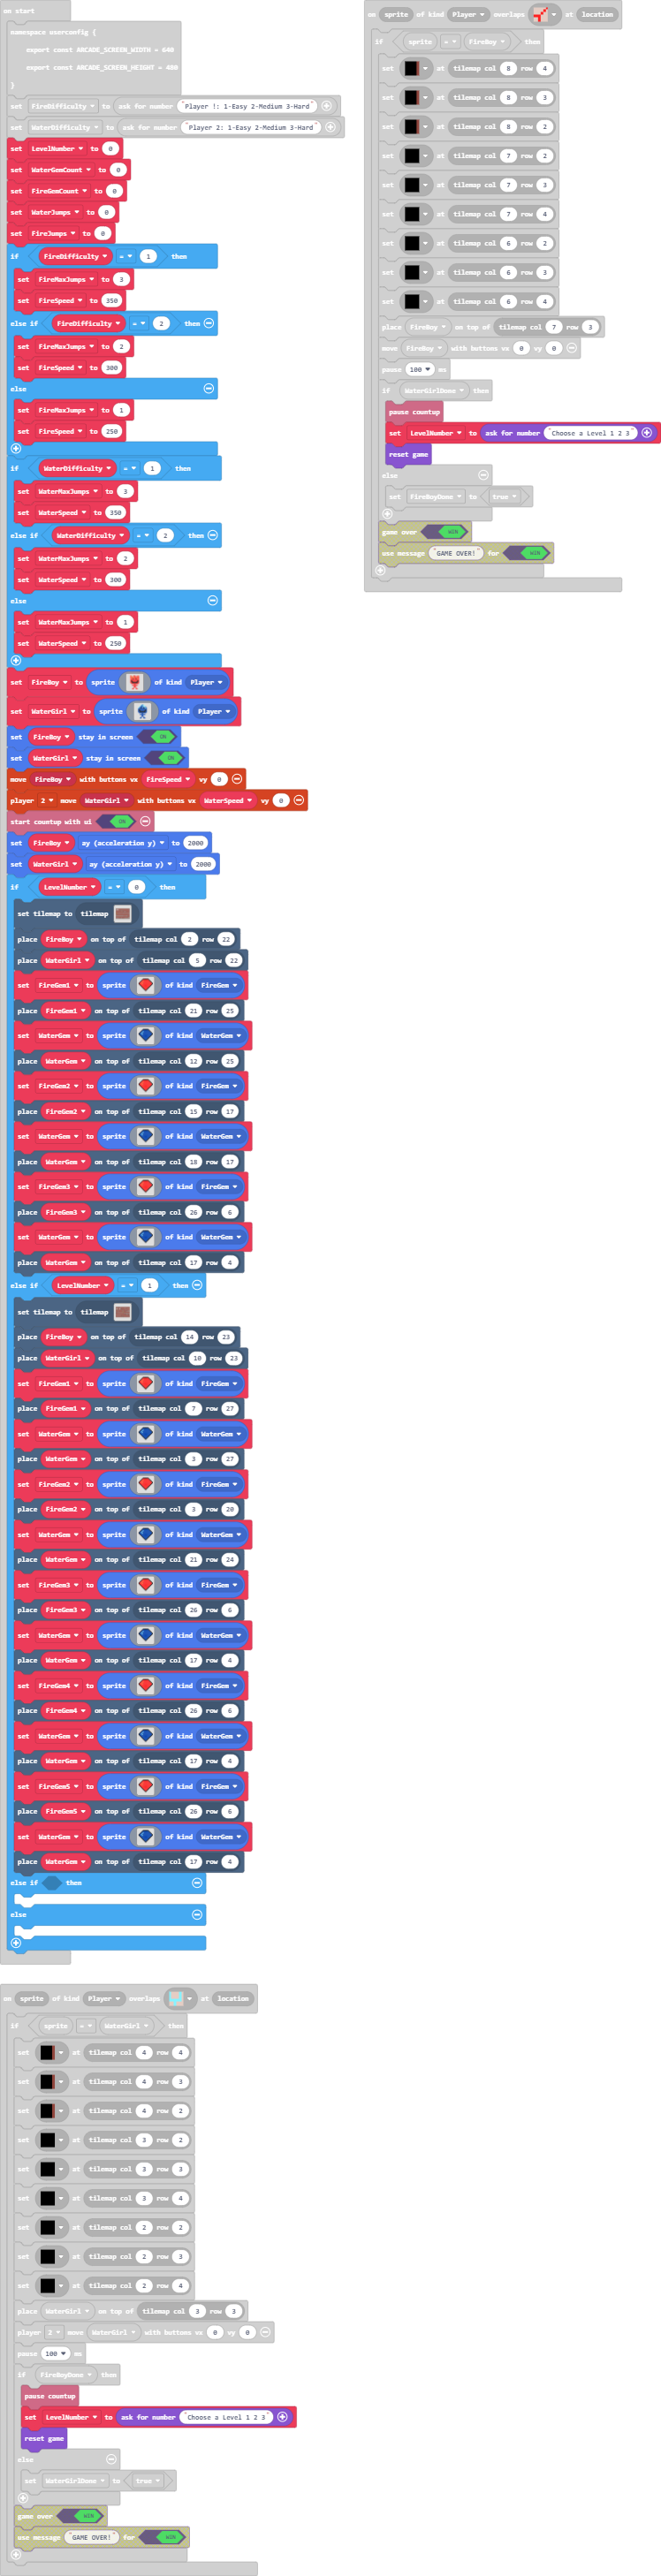 on start
namespace userconfig {
export const ARCADE_SCREEN_WIDTH = 640
export const ARCADE_SCREEN_HEIGHT = 480
}
set FireDifficulty to ask for number "Player !: 1-Easy 2-Medium 3-Hard"
set WaterDifficulty to ask for number "Player 2: 1-Easy 2-Medium 3-Hard"
set LevelNumber to 0
set WaterGemCount to 0
set FireGemCount to 0
set WaterJumps to 0
set FireJumps to 0
if FireDifficulty = 1 then
set FireMaxJumps to 3
set FireSpeed to 350
else if FireDifficulty = 2 then
set FireMaxJumps to 2
set FireSpeed to 300
else
set FireMaxJumps to 1
set FireSpeed to 250
if WaterDifficulty = 1 then
set WaterMaxJumps to 3
set WaterSpeed to 350
else if WaterDifficulty = 2 then
set WaterMaxJumps to 2
set WaterSpeed to 300
else
set WaterMaxJumps to 1
set WaterSpeed to 250
set FireBoy to sprite of kind Player
set WaterGirl to sprite of kind Player
set FireBoy stay in screen ON
set WaterGirl stay in screen ON
move FireBoy with buttons vx FireSpeed vy 0
player 2 move WaterGirl with buttons vx WaterSpeed vy 0
start countup with ui ON
set FireBoy ay (acceleration y) to 2000
set WaterGirl ay (acceleration y) to 2000
if LevelNumber = 0 then
set tilemap to tilemap
place FireBoy on top of tilemap col 2 row 22
place WaterGirl on top of tilemap col 5 row 22
set FireGem1 to sprite of kind FireGem
place FireGem1 on top of tilemap col 21 row 25
set WaterGem to sprite of kind WaterGem
place WaterGem on top of tilemap col 12 row 25
set FireGem2 to sprite of kind FireGem
place FireGem2 on top of tilemap col 15 row 17
set WaterGem to sprite of kind WaterGem
place WaterGem on top of tilemap col 18 row 17
set FireGem3 to sprite of kind FireGem
place FireGem3 on top of tilemap col 26 row 6
set WaterGem to sprite of kind WaterGem
place WaterGem on top of tilemap col 17 row 4
else if LevelNumber = 1 then
set tilemap to tilemap
place FireBoy on top of tilemap col 14 row 23
place WaterGirl on top of tilemap col 10 row 23
set FireGem1 to sprite of kind FireGem
place FireGem1 on top of tilemap col 7 row 27
set WaterGem to sprite of kind WaterGem
place WaterGem on top of tilemap col 3 row 27
set FireGem2 to sprite of kind FireGem
place FireGem2 on top of tilemap col 3 row 20
set WaterGem to sprite of kind WaterGem
place WaterGem on top of tilemap col 21 row 24
set FireGem3 to sprite of kind FireGem
place FireGem3 on top of tilemap col 26 row 6
set WaterGem to sprite of kind WaterGem
place WaterGem on top of tilemap col 17 row 4
set FireGem4 to sprite of kind FireGem
place FireGem4 on top of tilemap col 26 row 6
set WaterGem to sprite of kind WaterGem
place WaterGem on top of tilemap col 17 row 4
set FireGem5 to sprite of kind FireGem
place FireGem5 on top of tilemap col 26 row 6
set WaterGem to sprite of kind WaterGem
place WaterGem on top of tilemap col 17 row 4
else if then
else
on sprite of kind Player overlaps at location
if sprite = FireBoy then
set at tilemap col 8 row 4
set at tilemap col 8 row 3
set at tilemap col 8 row 2
set at tilemap col 7 row 2
set at tilemap col 7 row 3
set at tilemap col 7 row 4
set at tilemap col 6 row 2
set at tilemap col 6 row 3
set at tilemap col 6 row 4
place FireBoy on top of tilemap col 7 row 3
move FireBoy with buttons vx 0 vy 0
pause 100 ms
if WaterGirlDone then
pause countup
set LevelNumber to ask for number "Choose a Level 1 2 3"
reset game
else
set FireBoyDone to true
game over WIN
use message "GAME OVER!" for WIN
on sprite of kind Player overlaps at location
if sprite = WaterGirl then
set at tilemap col 4 row 4
set at tilemap col 4 row 3
set at tilemap col 4 row 2
set at tilemap col 3 row 2
set at tilemap col 3 row 3
set at tilemap col 3 row 4
set at tilemap col 2 row 2
set at tilemap col 2 row 3
set at tilemap col 2 row 4
place WaterGirl on top of tilemap col 3 row 3
player 2 move WaterGirl with buttons vx 0 vy 0
pause 100 ms
if FireBoyDone then
pause countup
set LevelNumber to ask for number "Choose a Level 1 2 3"
reset game
else
set WaterGirlDone to true
game over WIN
use message "GAME OVER!" for WIN